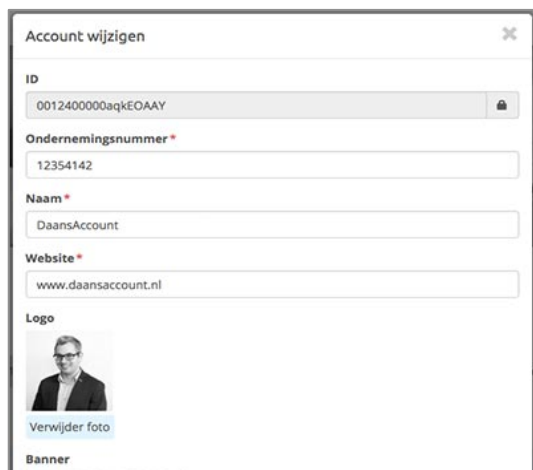 Account wijzigen
ID
0012400000aqkEOAAY
Ondernemingsnummer*
12354142
Naam*
DaansAccount
Website*
www.daansaccount.nl
Logo
Verwijder foto
Banner